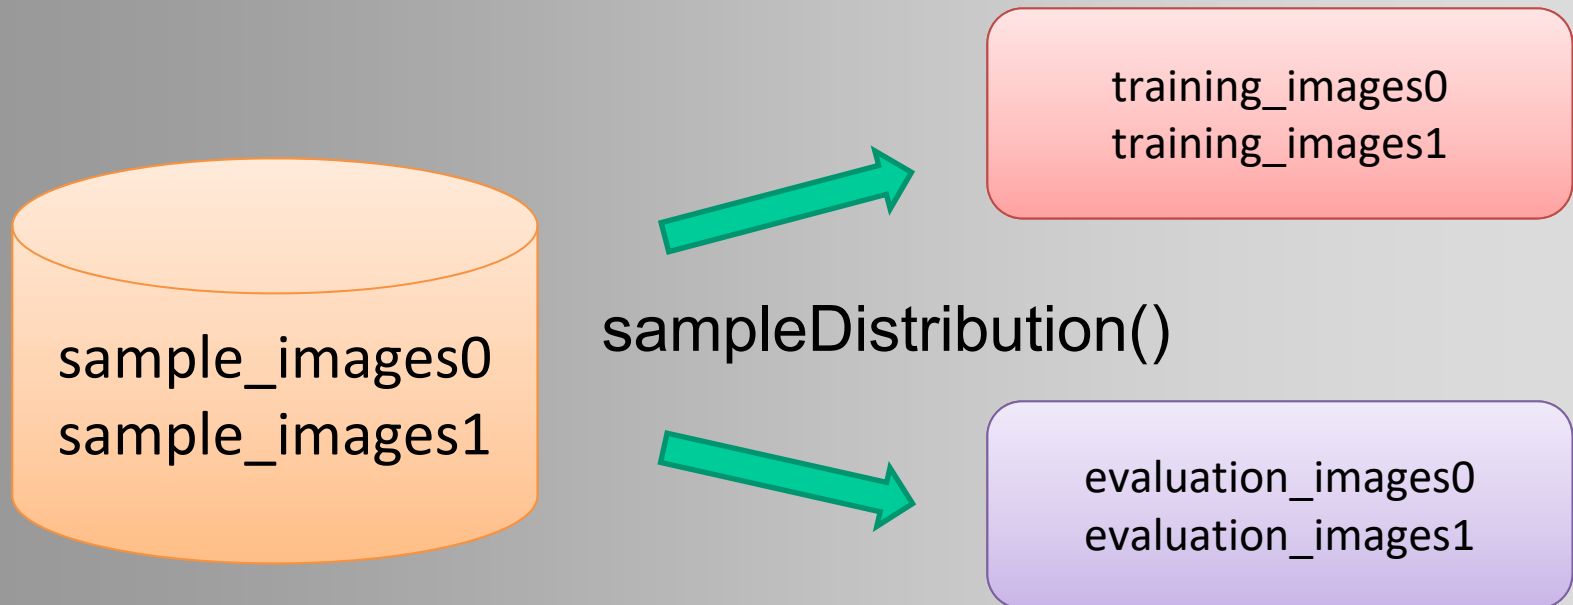 sample_images0
sample_images1
sampleDistribution()
training_images0
training_images1
evaluation_images0
evaluation_images1